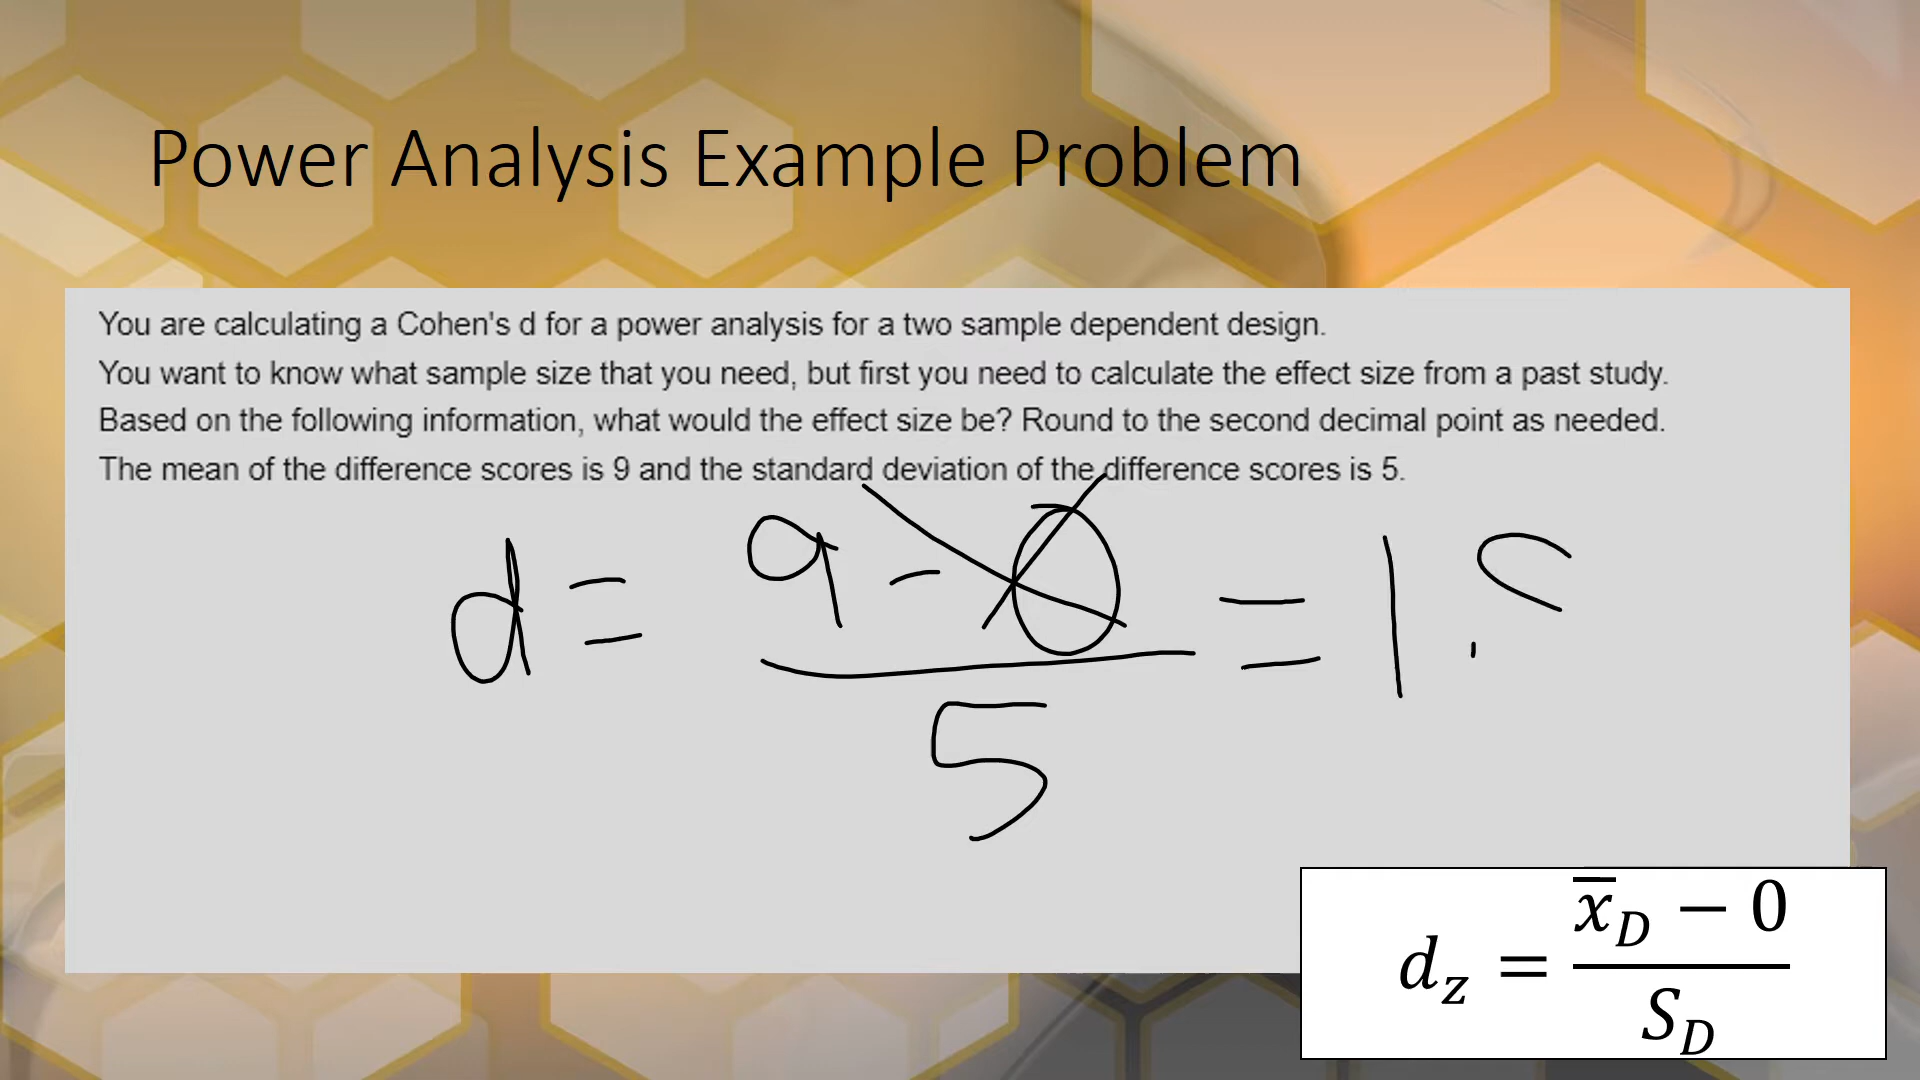 Power Analysis Example Problem
You are calculating a Cohen's d for a power analysis for a two sample dependent design.
You want to know what sample size that you need, but first you need to calculate the effect size from a past study.
Based on the following information, what would the effect size be? Round to the second decimal point as needed.
The mean of the difference scores is 9 and the standard deviation of the difference scores is 5.
d = (9 - 0) / 5 = 1.
d_z = (x̄_D − 0) / S_D